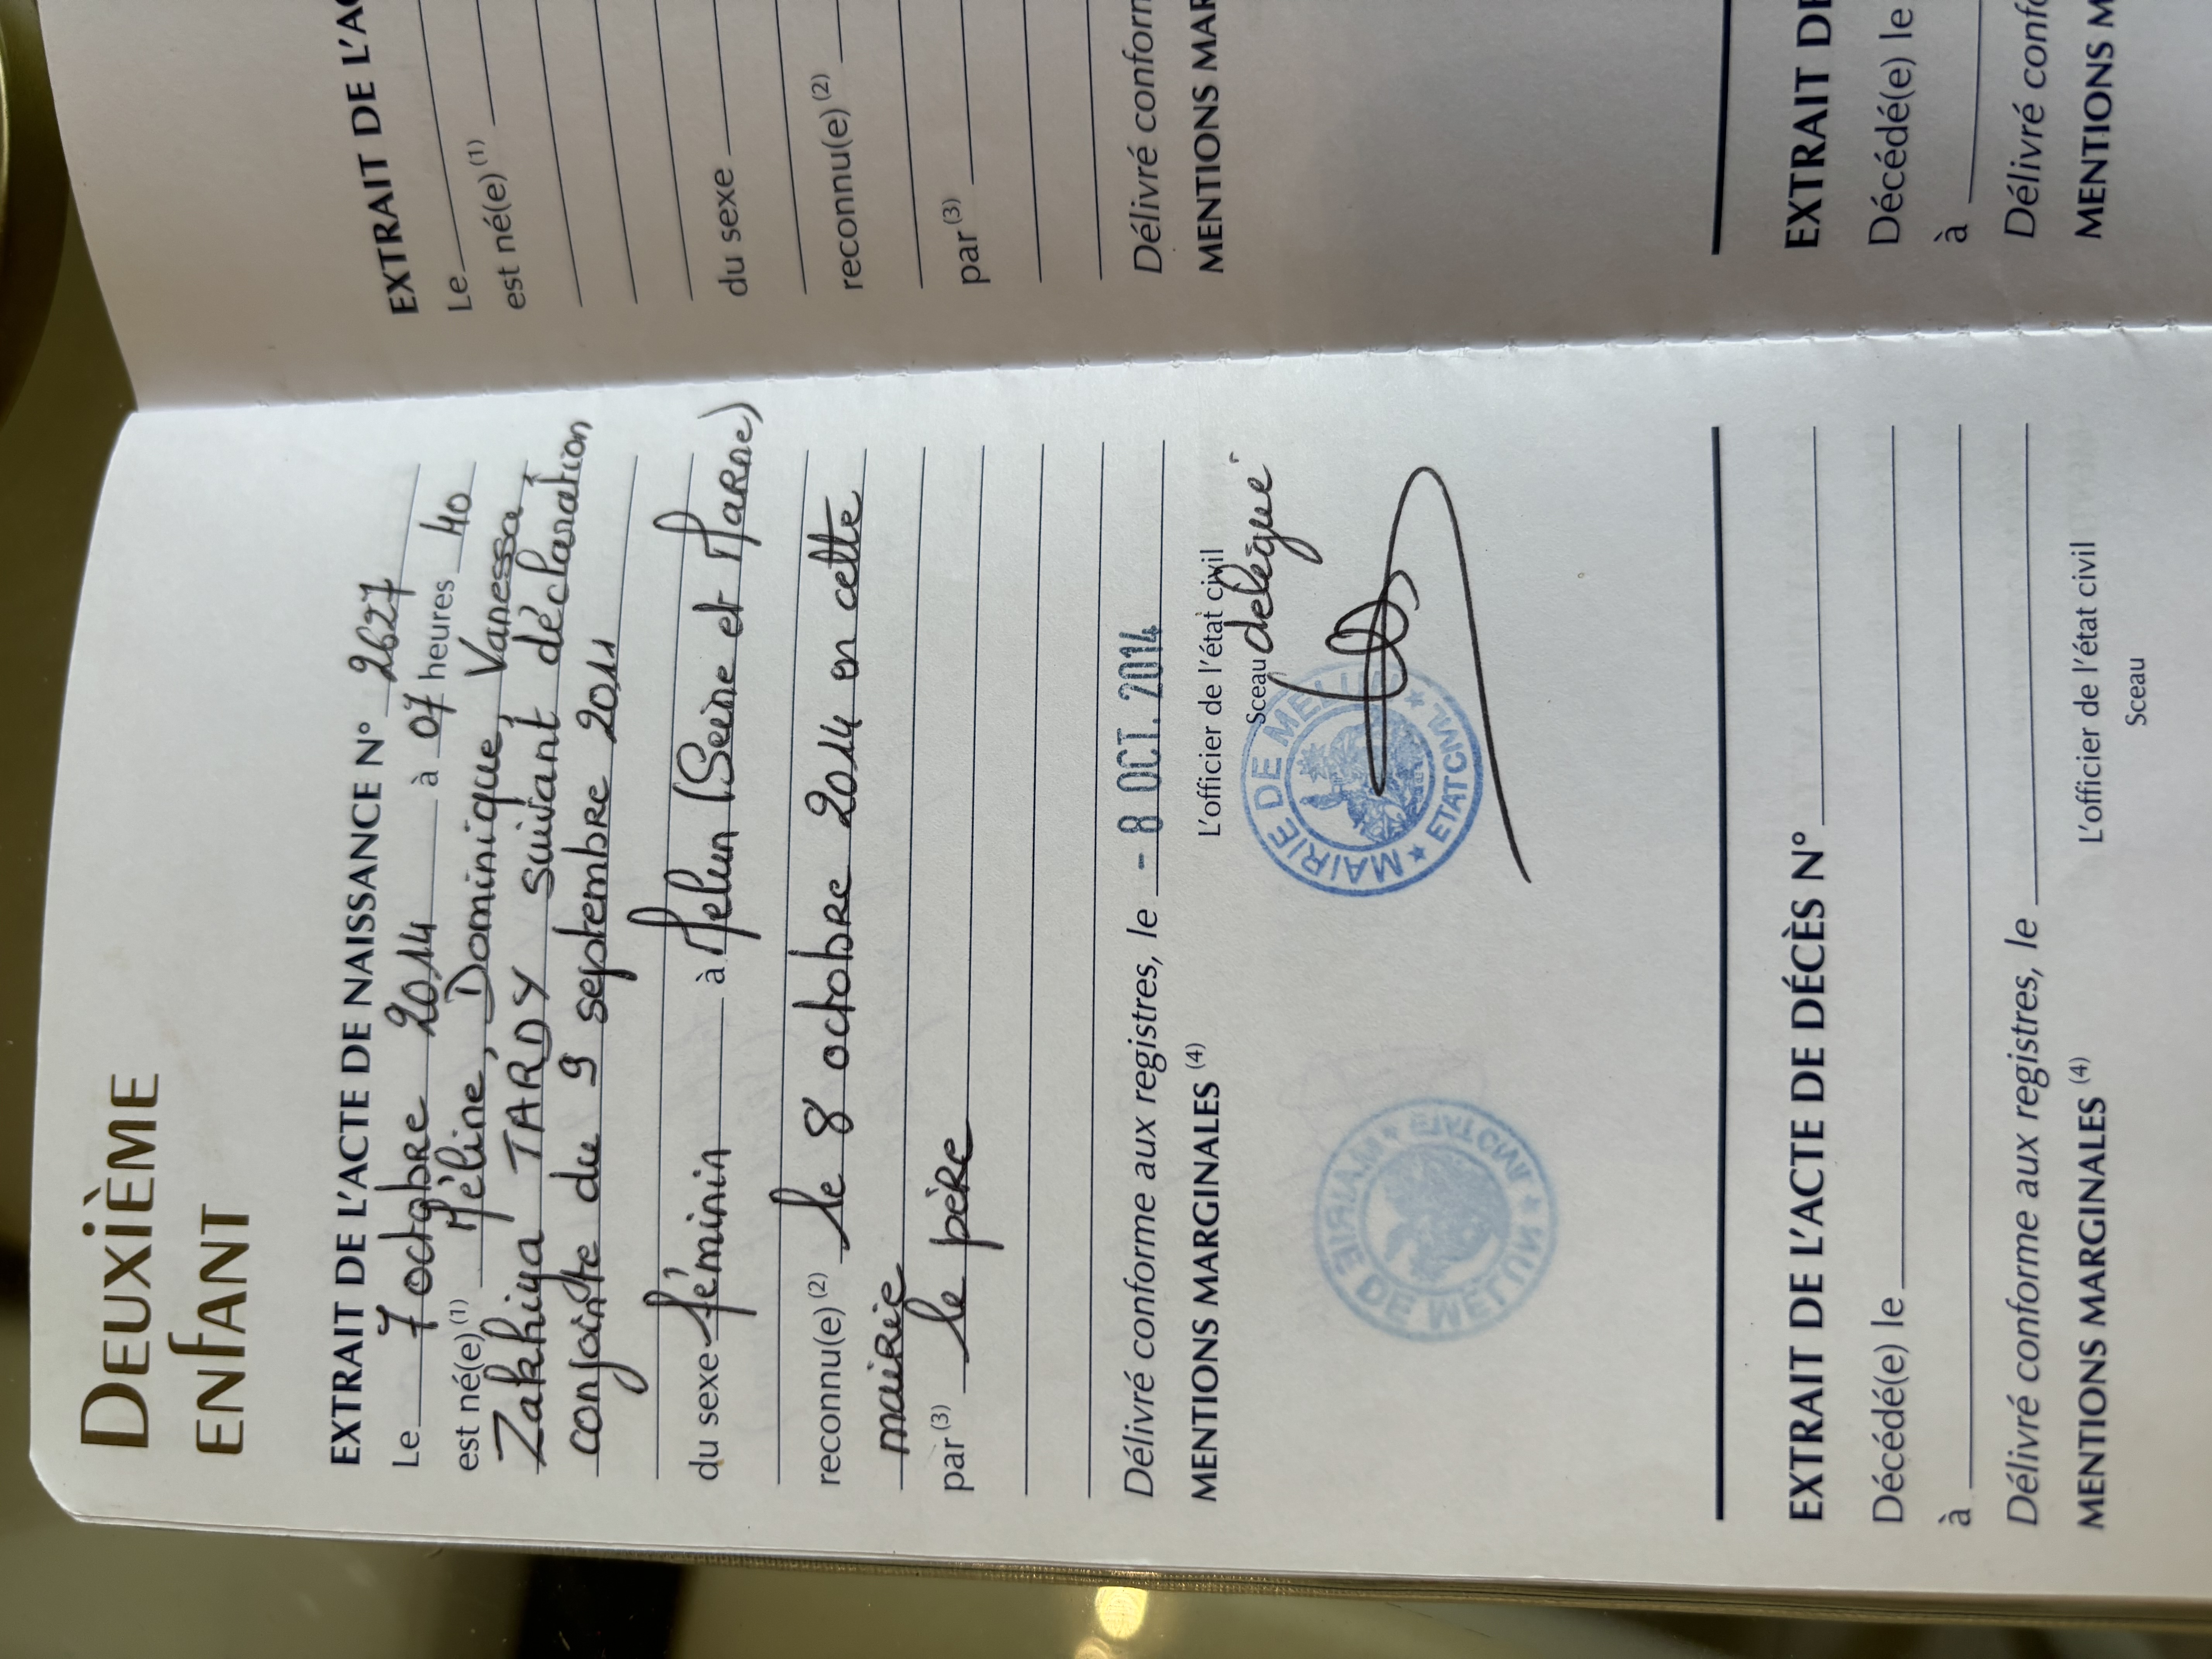 DEUXIÈME
ENFANT
EXTRAIT DE L'ACTE DE NAISSANCE N° 2627
Le 7 octobre 2014 à 07 heures 40
est né(e) (1) Méline, Dominique, Vanessa,
Zakhiya TARDY suivant déclaration
conjointe du 9 septembre 2011
du sexe féminin à Melun (Seine et Marne)
reconnu(e) (2) le 8 octobre 2014 en cette
mairie
par (3) le père
Délivré conforme aux registres, le - 8 OCT. 2014
MENTIONS MARGINALES (4)
L'officier de l'état civil
Sceau délégué
MAIRIE DE MELUN
ETAT CIVIL
MAIRIE DE MELUN
ETAT CIVIL
EXTRAIT DE L'ACTE DE DÉCÈS N°
Décédé(e) le
à
Délivré conforme aux registres, le
MENTIONS MARGINALES (4)
L'officier de l'état civil
Sceau
EXTRAIT DE L'AC
Le
est né(e) (1)
du sexe
reconnu(e) (2)
par (3)
Délivré conform
MENTIONS MAR
EXTRAIT DE
Décédé(e) le
à
Délivré confo
MENTIONS M